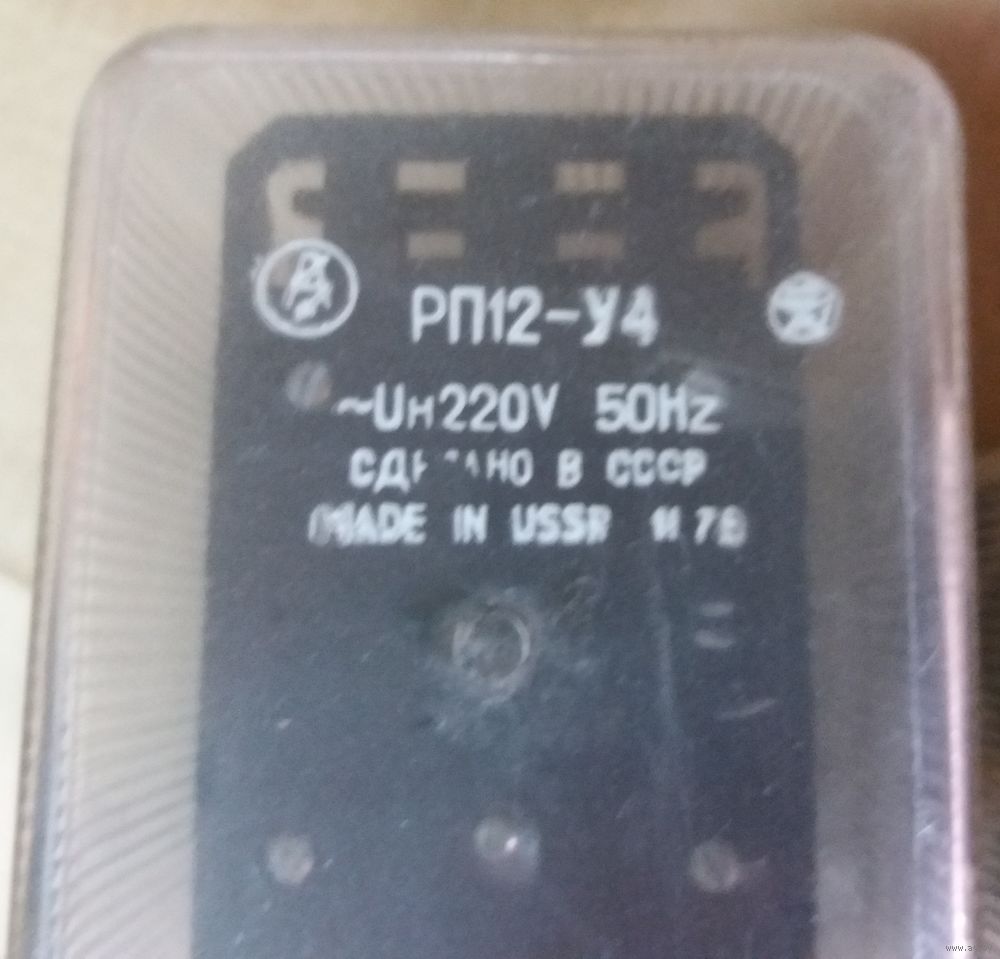 РП12-У4
~Uн220V 50Hz
СДЕЛАНО В СССР
MADE IN USSR